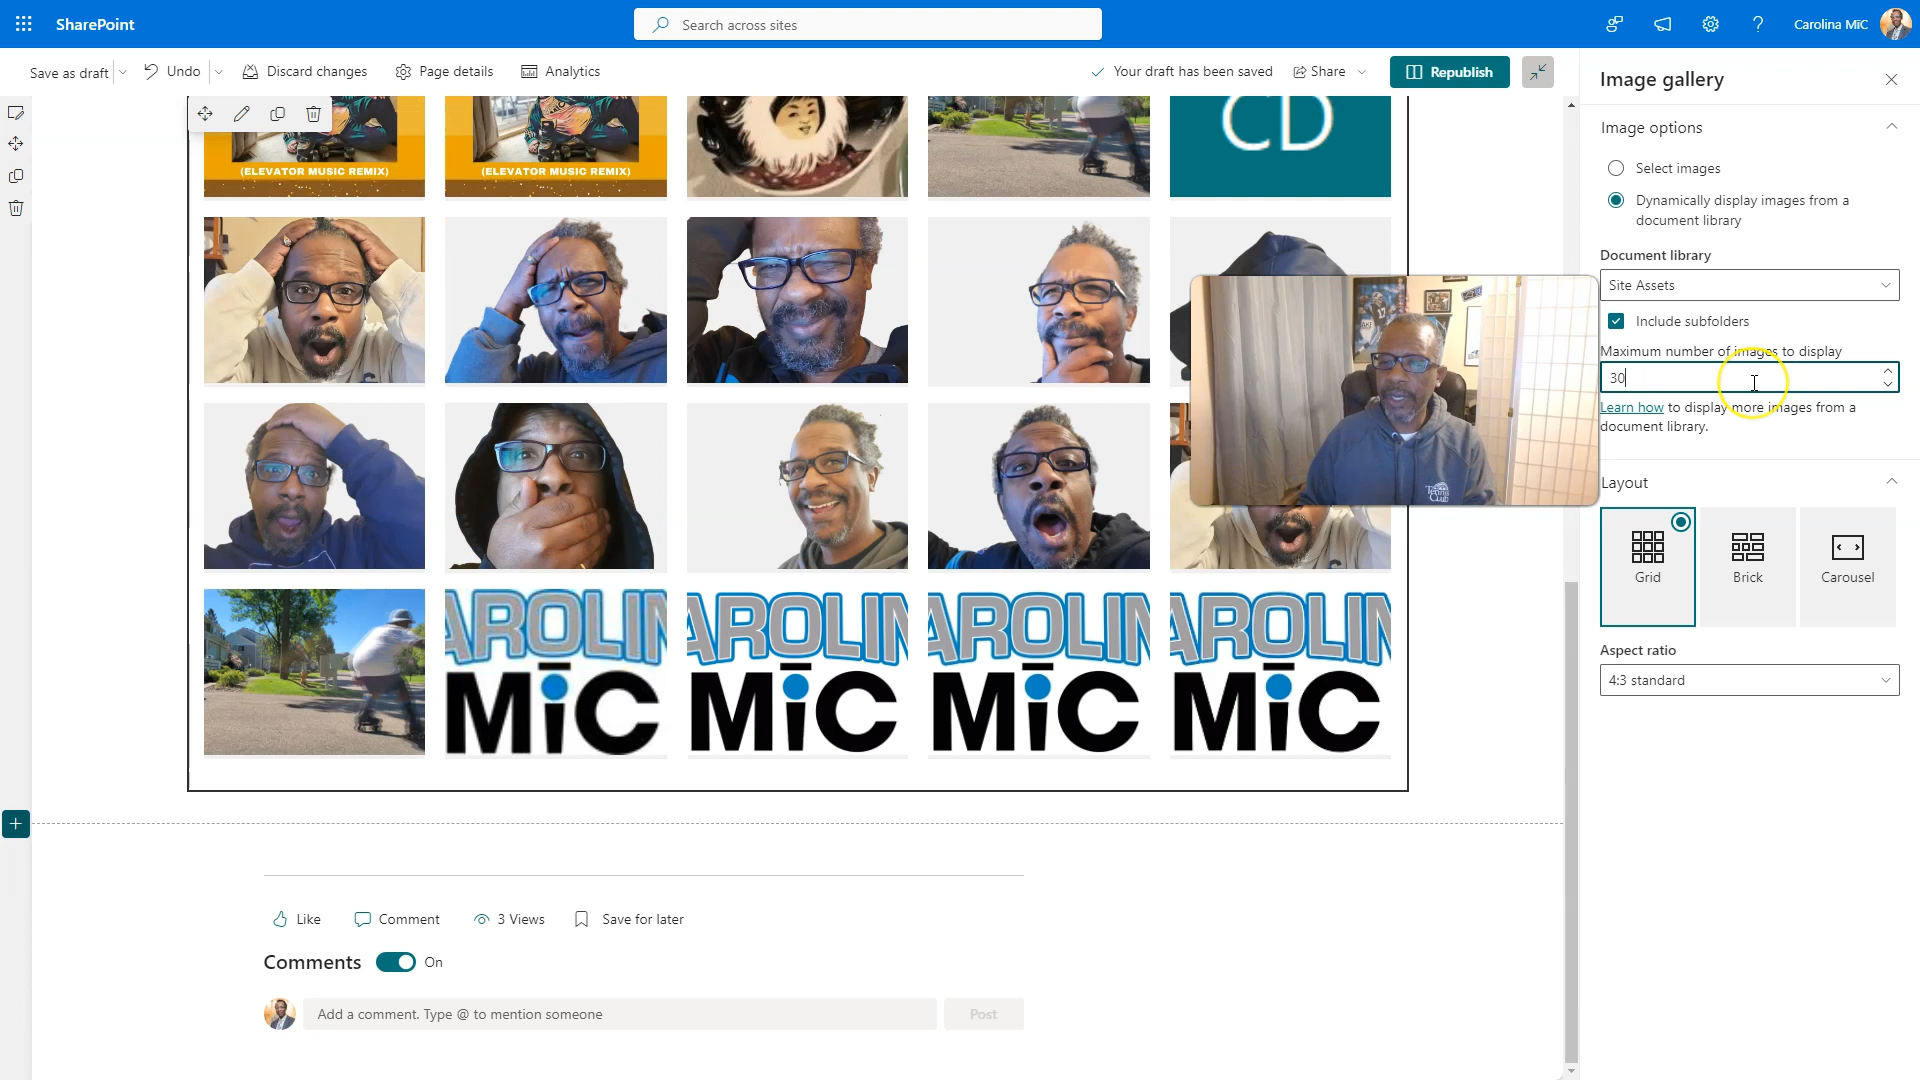 SharePoint
Search across sites
Carolina MiC
Save as draft
Undo
Discard changes
Page details
Analytics
Your draft has been saved
Share
Republish
Image gallery
Image options
Select images
Dynamically display images from a
document library
Document library
Site Assets
Include subfolders
Maximum number of images to display
30
Learn how to display more images from a
document library.
Layout
Grid
Brick
Carousel
Aspect ratio
4:3 standard
(ELEVATOR MUSIC REMIX)
(ELEVATOR MUSIC REMIX)
CD
AROLIN
MiC
AROLIN
MiC
AROLIN
MiC
AROLIN
MiC
Like
Comment
3 Views
Save for later
Comments
On
Add a comment. Type @ to mention someone
Post